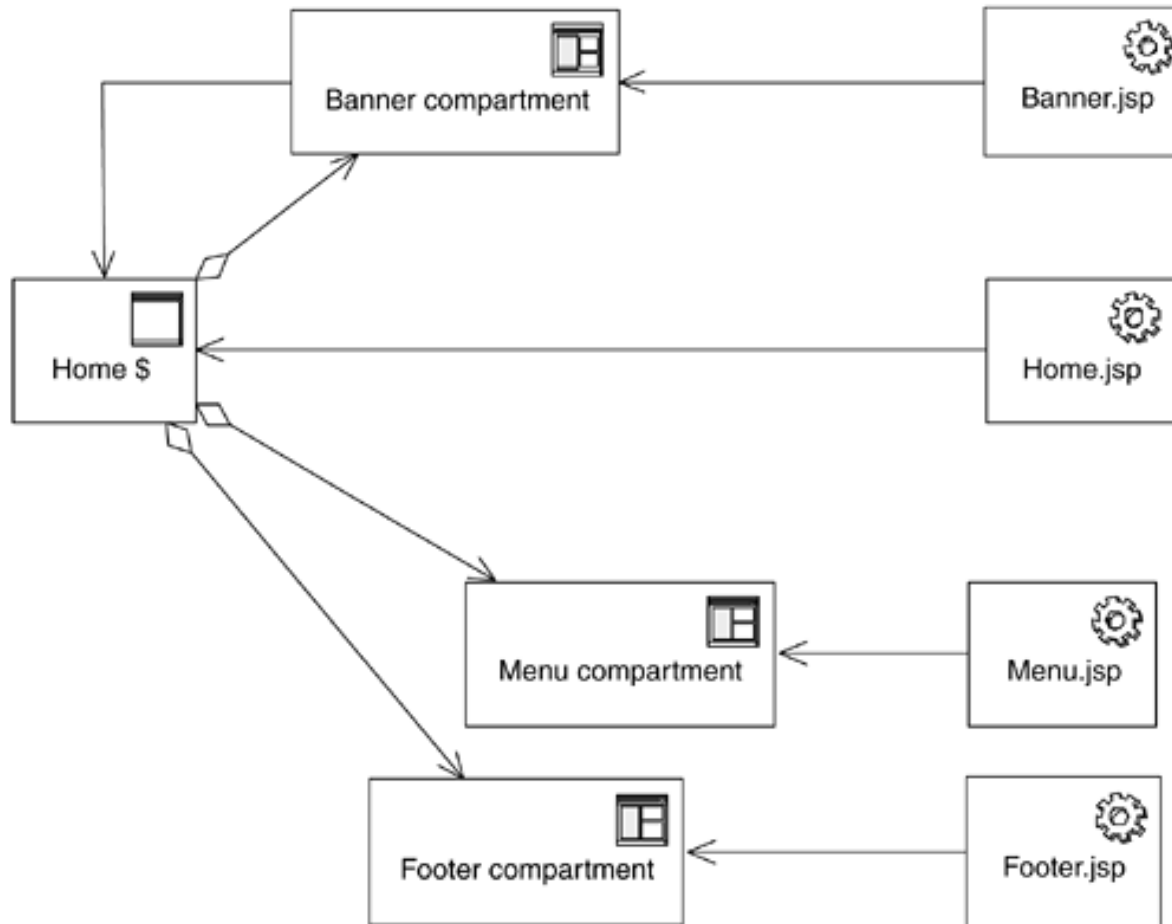 Banner compartment
Banner.jsp
Home $
Home.jsp
Menu compartment
Menu.jsp
Footer compartment
Footer.jsp